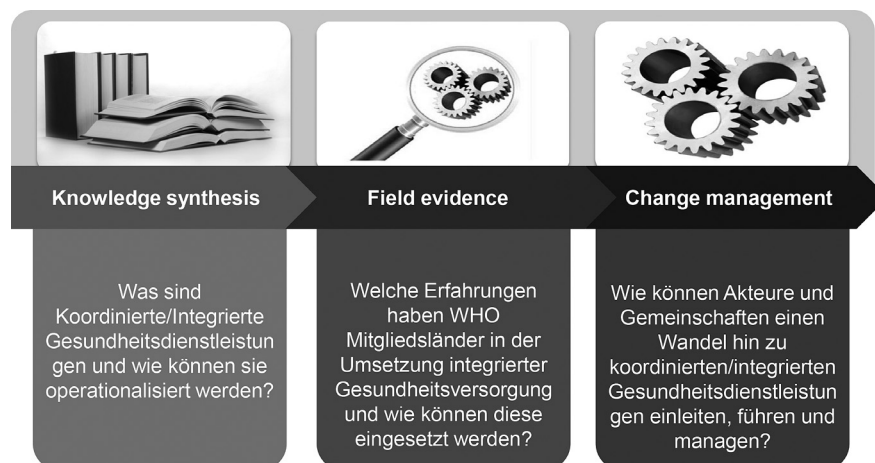 Knowledge synthesis
Field evidence
Change management
Was sind
Koordinierte/Integrierte
Gesundheitsdienstleistun
gen und wie können sie
operationalisiert werden?
Welche Erfahrungen
haben WHO
Mitgliedsländer in der
Umsetzung integrierter
Gesundheitsversorgung
und wie können diese
eingesetzt werden?
Wie können Akteure und
Gemeinschaften einen
Wandel hin zu
koordinierten/integrierten
Gesundheitsdienstleistun
gen einleiten, führen und
managen?